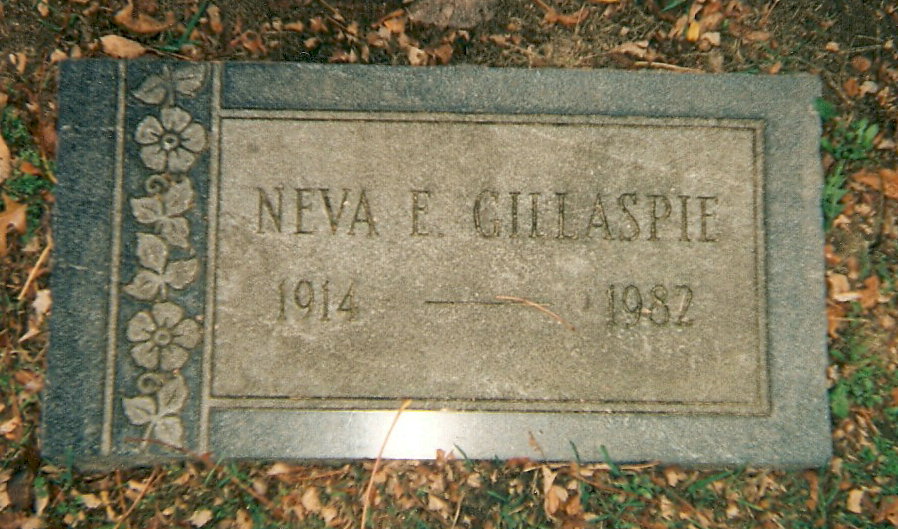 NEVA E. GILLASPIE
1914 — 1982